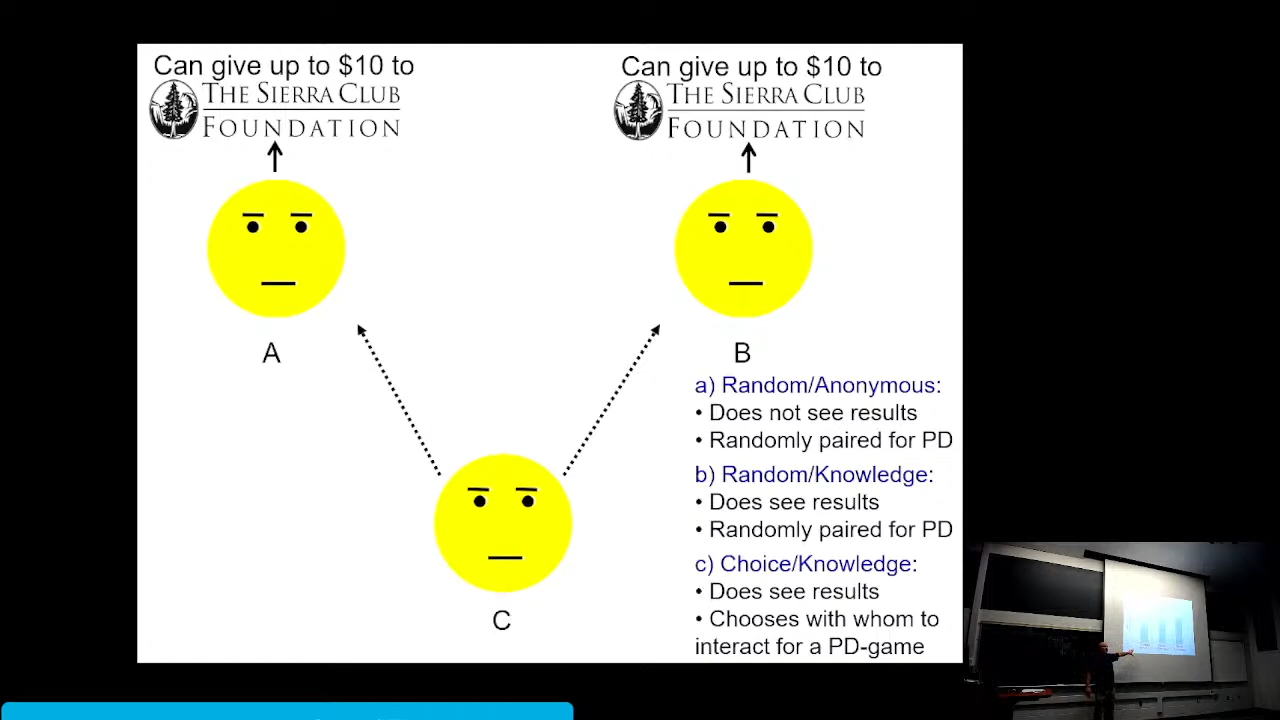 Can give up to $10 to
THE SIERRA CLUB
FOUNDATION
Can give up to $10 to
THE SIERRA CLUB
FOUNDATION
A
B
C
a) Random/Anonymous:
• Does not see results
• Randomly paired for PD
b) Random/Knowledge:
• Does see results
• Randomly paired for PD
c) Choice/Knowledge:
• Does see results
• Chooses with whom to
interact for a PD-game